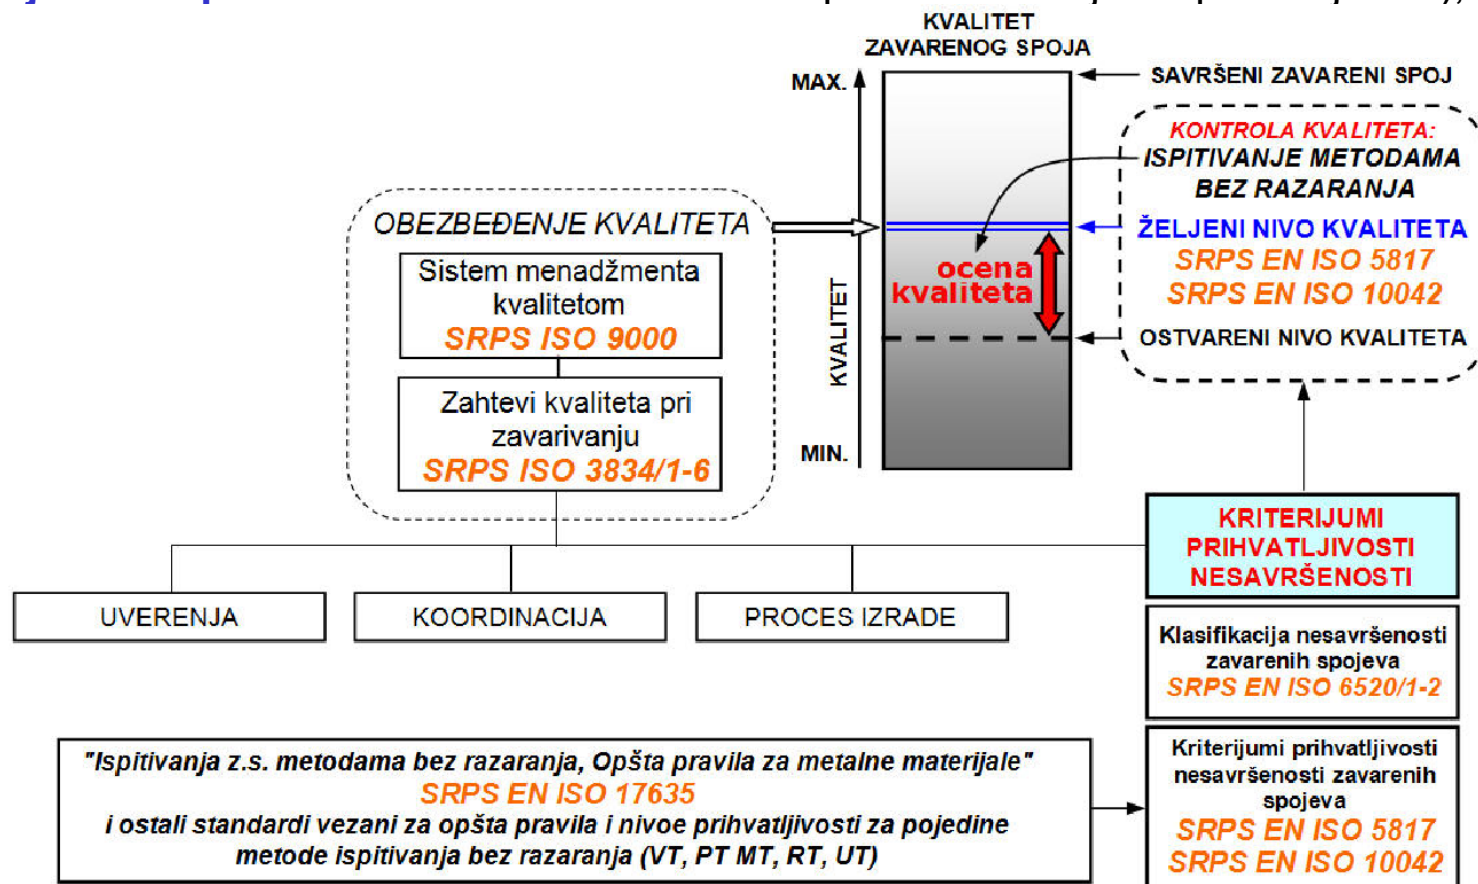 KVALITET
ZAVARENOG SPOJA
MAX.
SAVRŠENI ZAVARENI SPOJ
KONTROLA KVALITETA:
ISPITIVANJE METODAMA
BEZ RAZARANJA
OBEZBEĐENJE KVALITETA
ŽELJENI NIVO KVALITETA
SRPS EN ISO 5817
SRPS EN ISO 10042
ocena
kvaliteta
OSTVARENI NIVO KVALITETA
KVALITET
MIN.
Sistem menadžmenta
kvalitetom
SRPS ISO 9000
Zahtevi kvaliteta pri
zavarivanju
SRPS ISO 3834/1-6
KRITERIJUMI
PRIHVATLJIVOSTI
NESAVRŠENOSTI
UVERENJA
KOORDINACIJA
PROCES IZRADE
Klasifikacija nesavršenosti
zavarenih spojeva
SRPS EN ISO 6520/1-2
"Ispitivanja z.s. metodama bez razaranja, Opšta pravila za metalne materijale"
SRPS EN ISO 17635
i ostali standardi vezani za opšta pravila i nivoe prihvatljivosti za pojedine
metode ispitivanja bez razaranja (VT, PT MT, RT, UT)
Kriterijumi prihvatljivosti
nesavršenosti zavarenih
spojeva
SRPS EN ISO 5817
SRPS EN ISO 10042